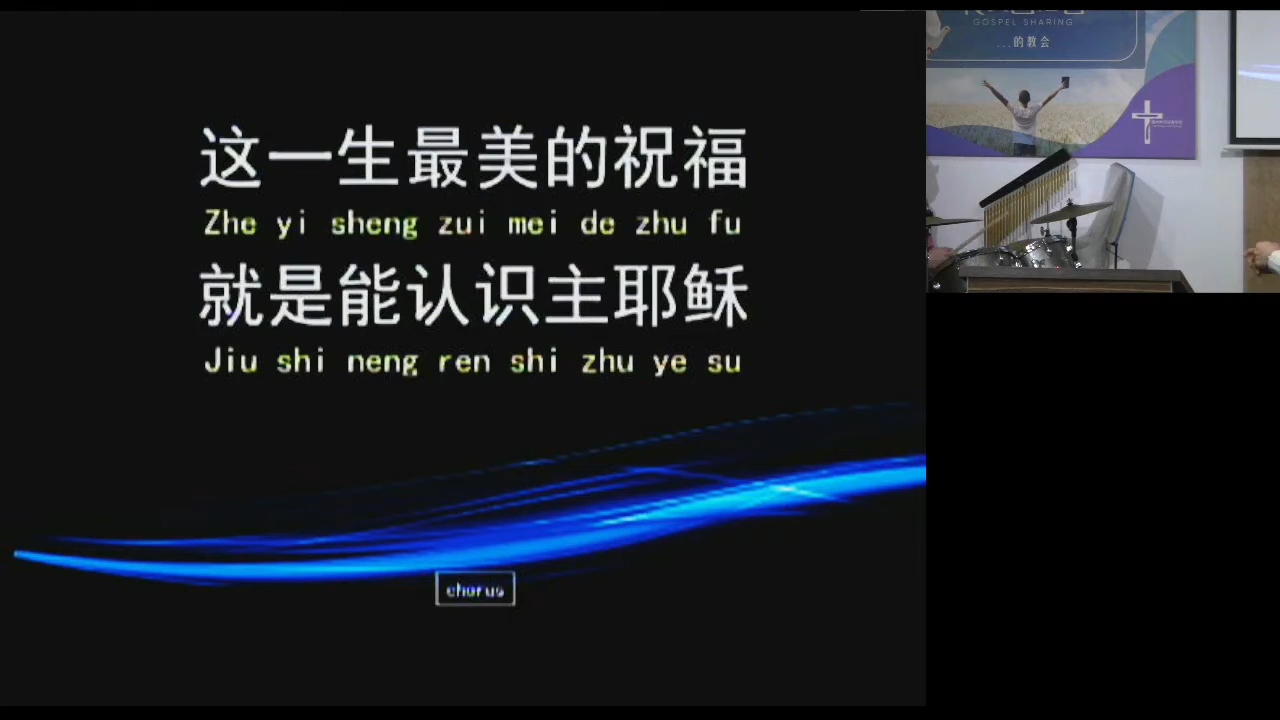 这一生最美的祝福
Zhe yi sheng zui mei de zhu fu
就是能认识主耶稣
Jiu shi neng ren shi zhu ye su
chorus
GOSPEL SHARING
...的教会